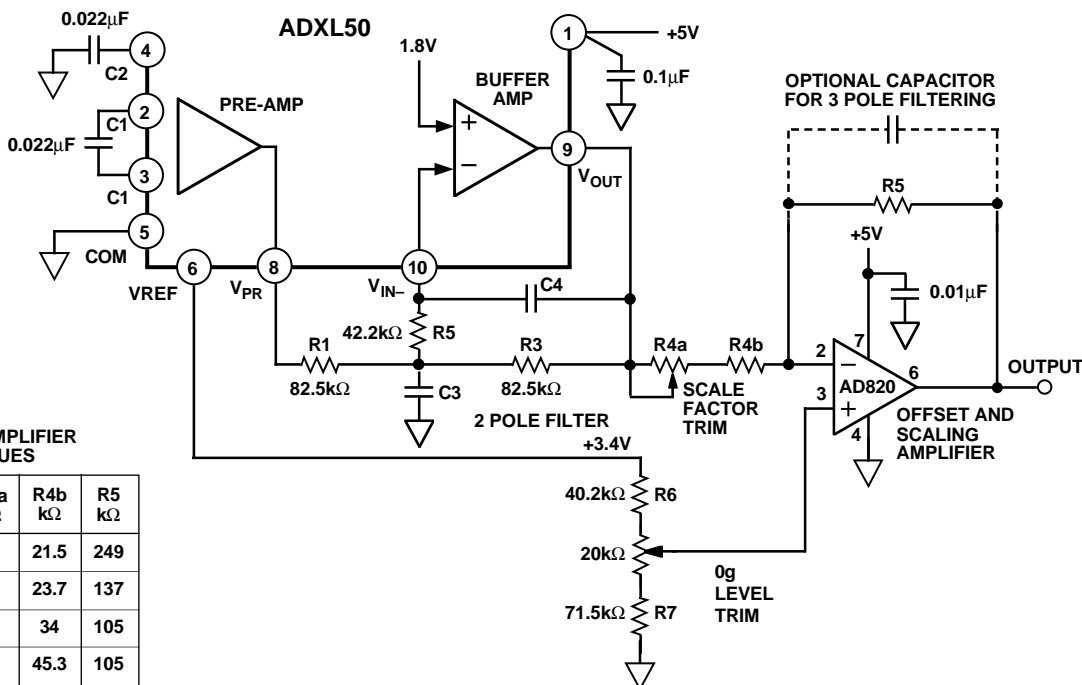 0.022µF
4
C2
2
C1
0.022µF
3
C1
5
COM
ADXL50
PRE-AMP
1.8V
BUFFER
AMP
+
−
1
+5V
0.1µF
9
VOUT
6
VREF
8
VPR
10
VIN–
C4
42.2kΩ R5
R1
82.5kΩ
C3
R3
82.5kΩ
2 POLE FILTER
R4a
R4b
SCALE
FACTOR
TRIM
OPTIONAL CAPACITOR
FOR 3 POLE FILTERING
R5
+5V
0.01µF
7
2
−
AD820
3
+
4
6
OUTPUT
OFFSET AND
SCALING
AMPLIFIER
+3.4V
40.2kΩ R6
20kΩ
0g
LEVEL
TRIM
71.5kΩ R7
MPLIFIER
UES
a R4b R5
kΩ kΩ
21.5 249
23.7 137
34 105
45.3 105